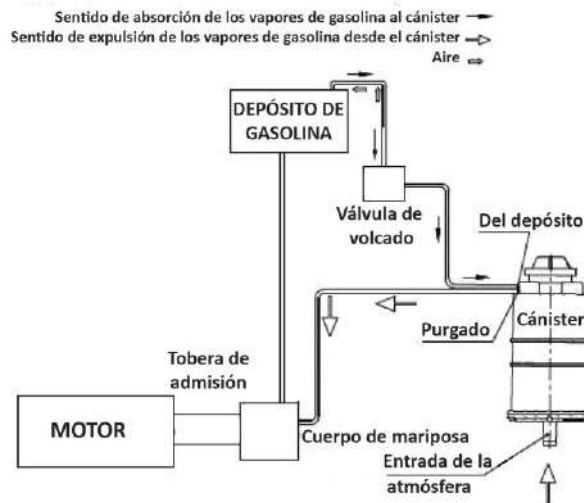 Sentido de absorción de los vapores de gasolina al cánister
Sentido de expulsión de los vapores de gasolina desde el cánister
Aire
DEPÓSITO DE
GASOLINA
Válvula de
volcado
Del depósito
Purgado
Cánister
Tobera de
admisión
MOTOR
Cuerpo de mariposa
Entrada de la
atmósfera